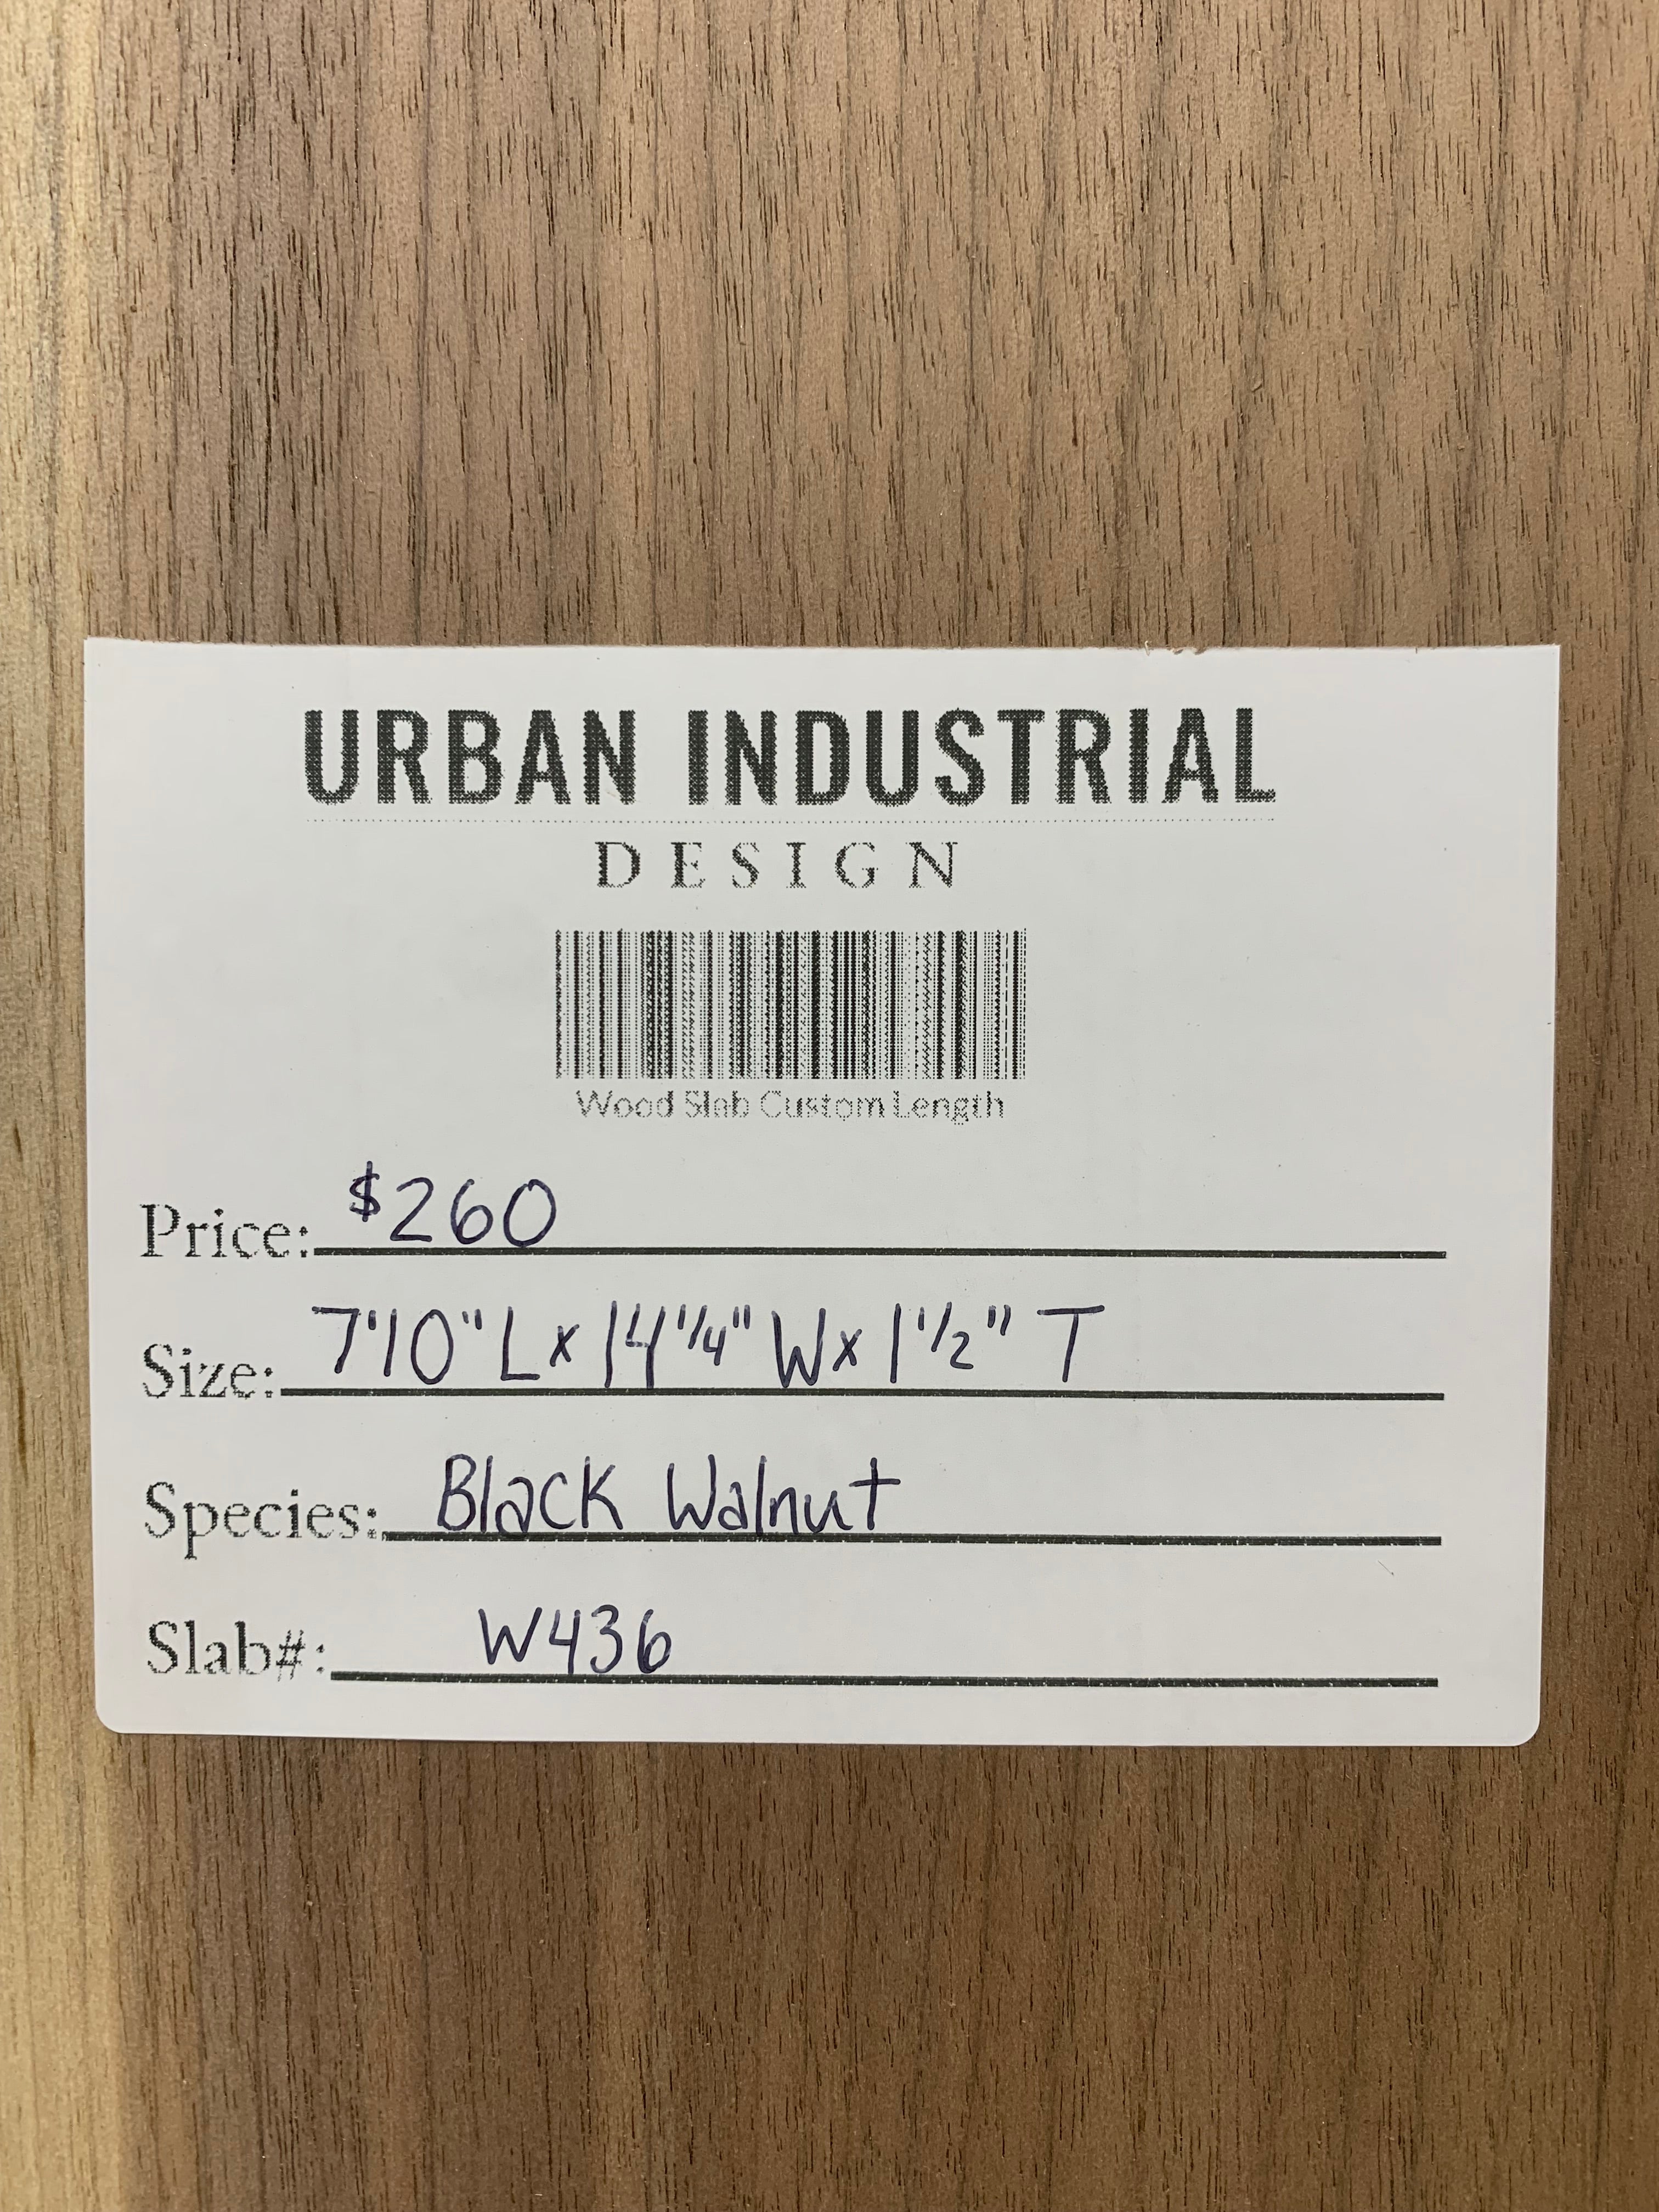 URBAN INDUSTRIAL
DESIGN
Wood Slab Custom Length
Price: $260
Size: 7'10" L x 14 1/4" W x 1 1/2" T
Species: Black Walnut
Slab#: W436